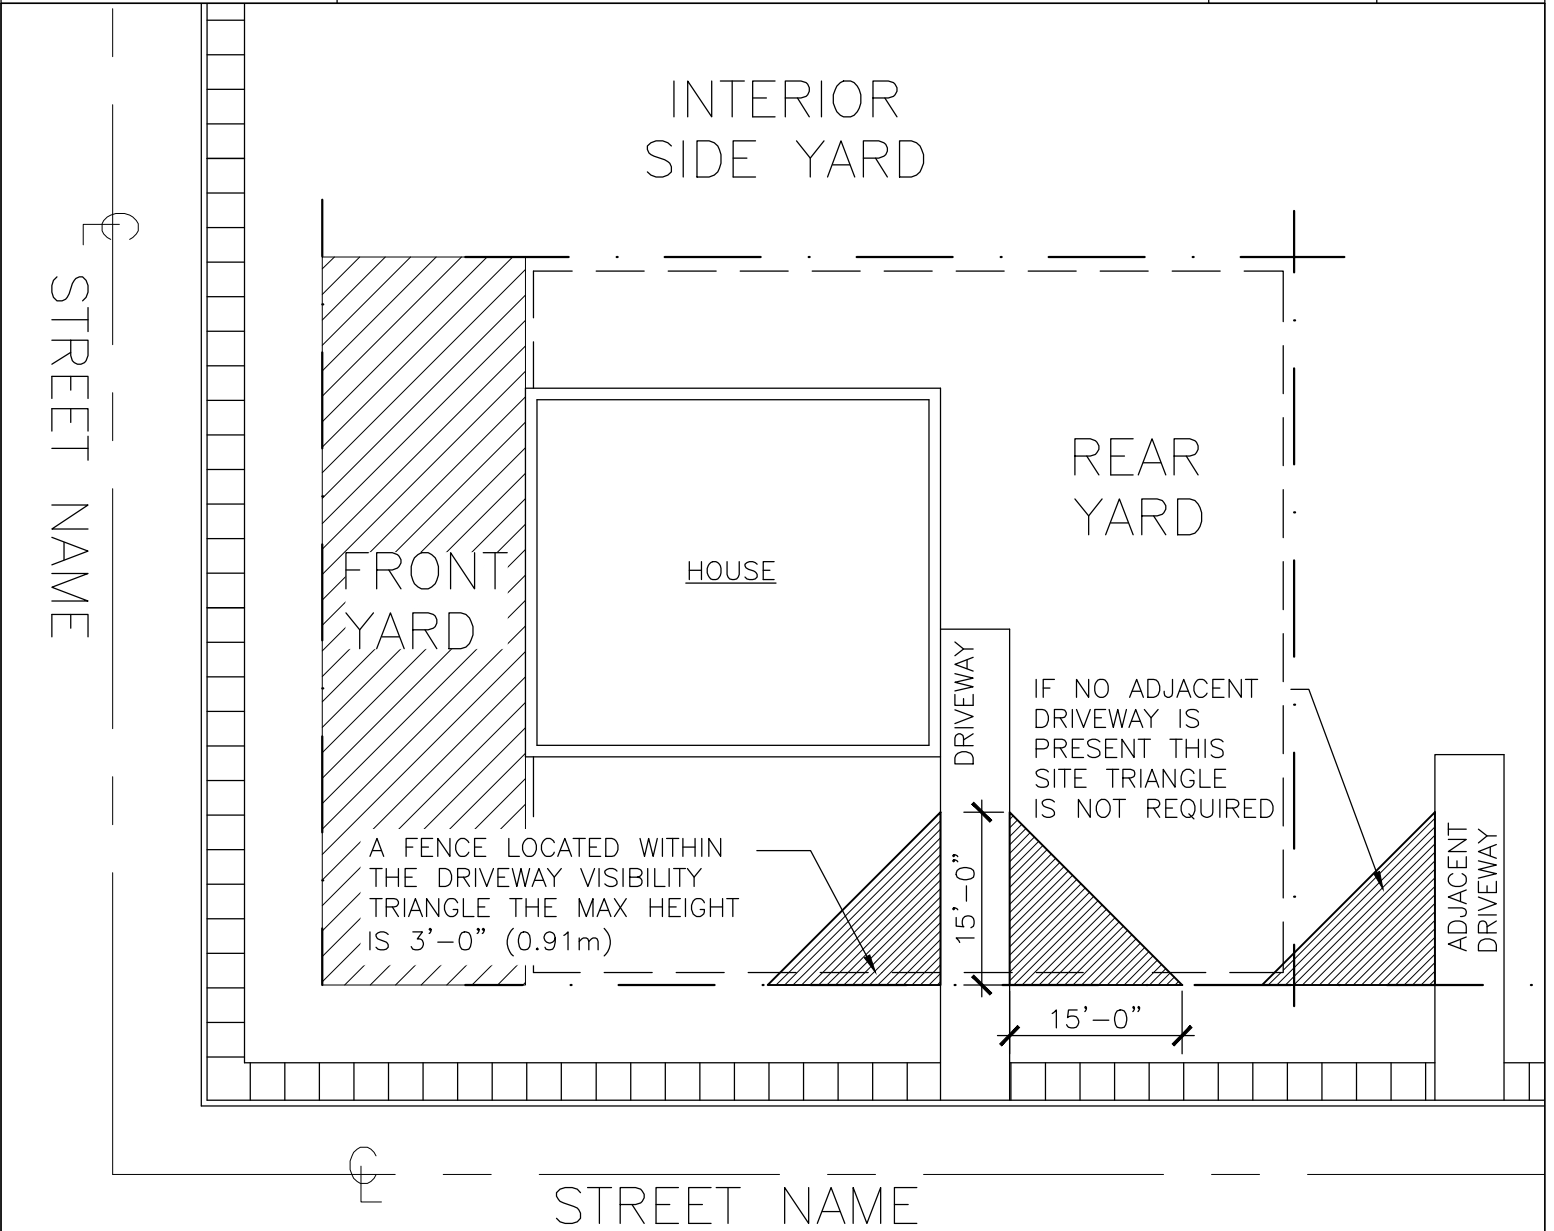 INTERIOR
SIDE YARD
℄
STREET NAME
REAR
YARD
FRONT
YARD
HOUSE
DRIVEWAY
IF NO ADJACENT
DRIVEWAY IS
PRESENT THIS
SITE TRIANGLE
IS NOT REQUIRED
A FENCE LOCATED WITHIN
THE DRIVEWAY VISIBILITY
TRIANGLE THE MAX HEIGHT
IS 3'-0" (0.91m)
15'-0"
ADJACENT
DRIVEWAY
15'-0"
℄
STREET NAME